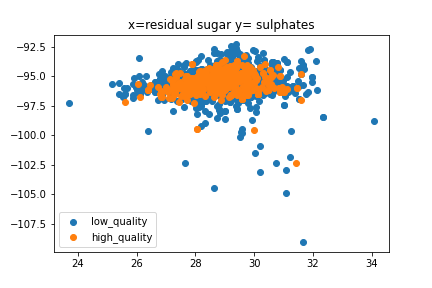 x=residual sugar y= sulphates
−92.5
−95.0
−97.5
−100.0
−102.5
−105.0
−107.5
low_quality
high_quality
24 26 28 30 32 34